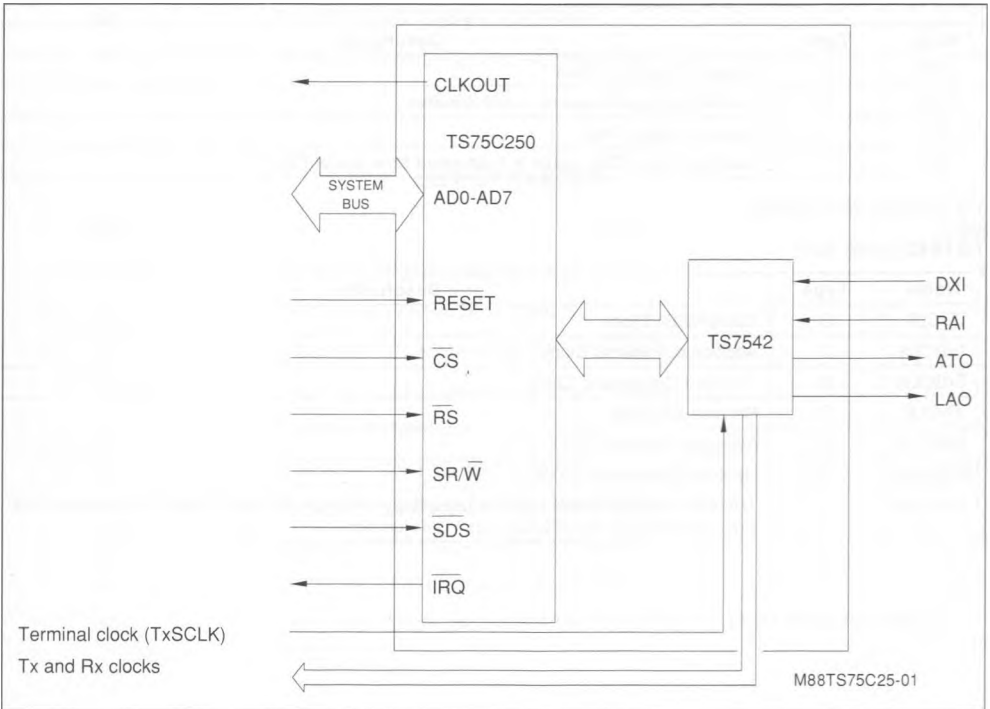 CLKOUT
TS75C250
SYSTEM
BUS
AD0-AD7
RESET
CS
RS
SR/W
SDS
IRQ
TS7542
DXI
RAI
ATO
LAO
Terminal clock (TxSCLK)
Tx and Rx clocks
M88TS75C25-01